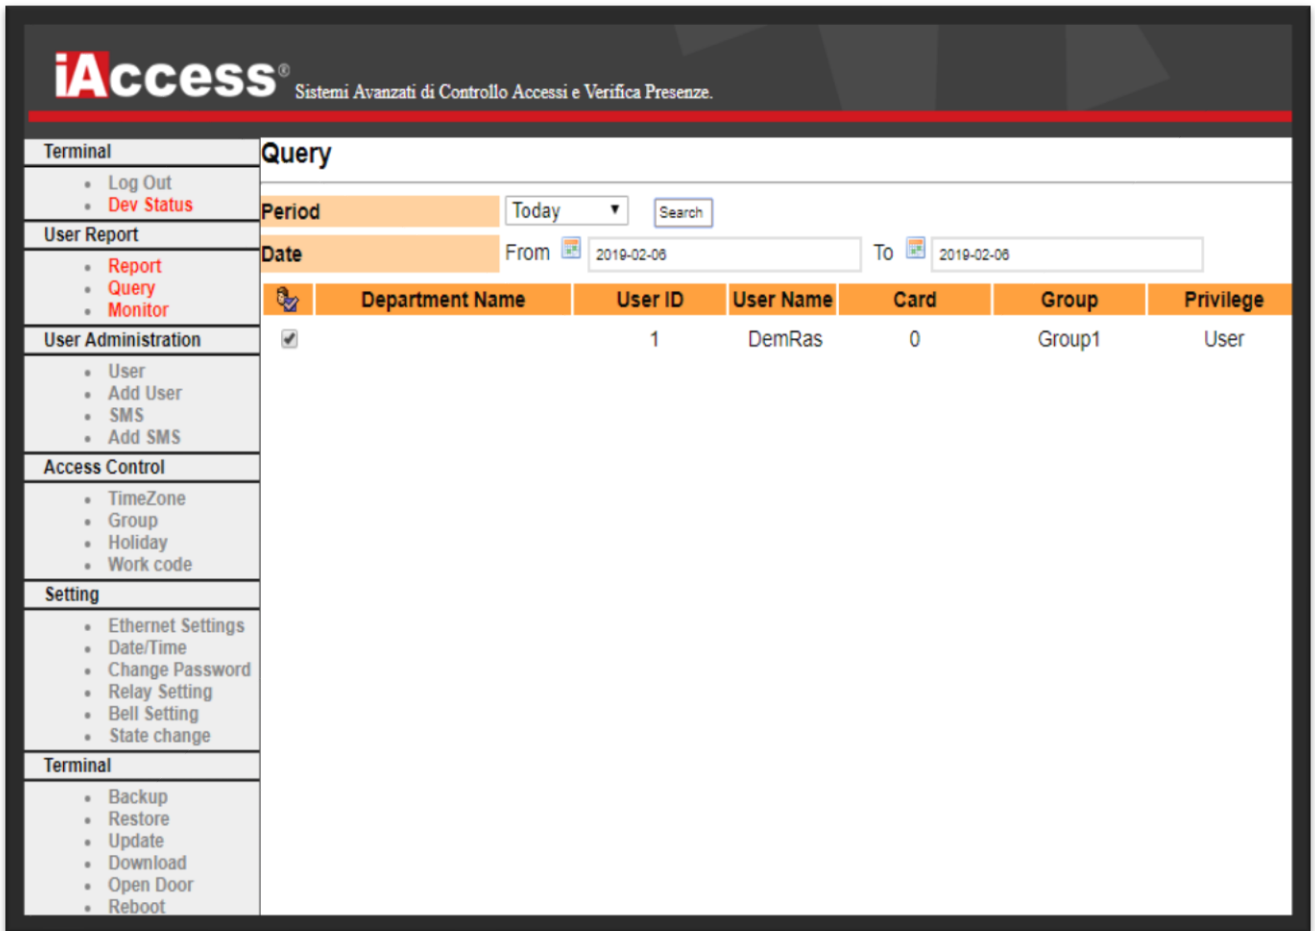 iAccess® Sistemi Avanzati di Controllo Accessi e Verifica Presenze.
Terminal
Log Out
Dev Status
User Report
Report
Query
Monitor
User Administration
User
Add User
SMS
Add SMS
Access Control
TimeZone
Group
Holiday
Work code
Setting
Ethernet Settings
Date/Time
Change Password
Relay Setting
Bell Setting
State change
Terminal
Backup
Restore
Update
Download
Open Door
Reboot
Query
Period Today Search
Date From 2019-02-06 To 2019-02-06
Department Name User ID User Name Card Group Privilege
1 DemRas 0 Group1 User